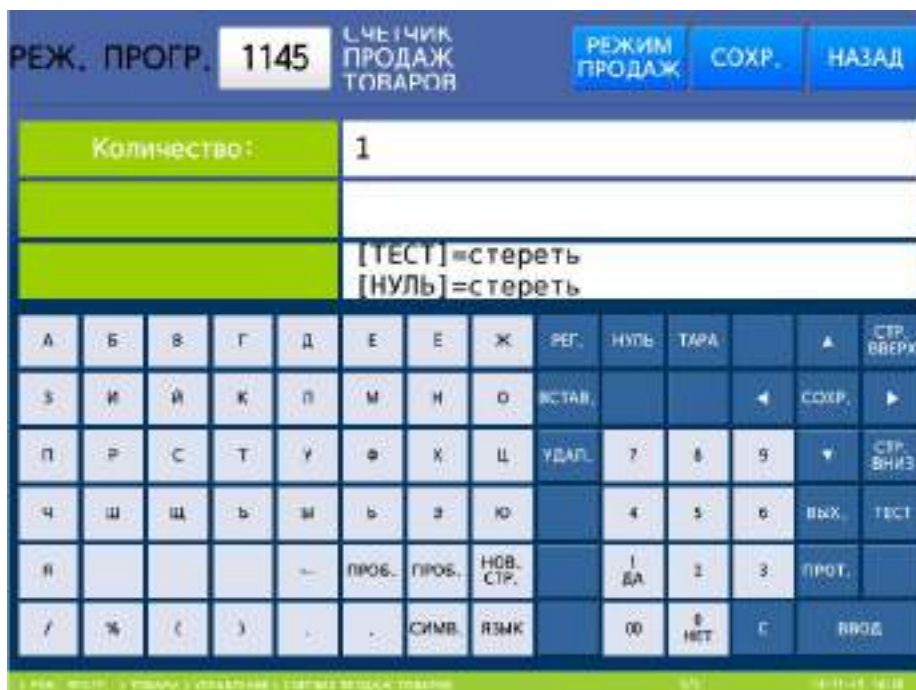 РЕЖ. ПРОГР. 1145 СЧЕТЧИК
ПРОДАЖ
ТОВАРОВ
РЕЖИМ
ПРОДАЖ
СОХР.
НАЗАД
Количество: 1
[ТЕСТ]=стереть
[НУЛЬ]=стереть
А Б В Г Д Е Ё Ж РЕГ. НУЛЬ ТАРА ▲ СТР. ВВЕРХ
З И Й К Л М Н О ВСТАВ. ◀ СОХР. ▶
П Р С Т У Ф Х Ц УДАЛ. 7 8 9 ▼ СТР. ВНИЗ
Ч Ш Щ Ъ Ы Ь Э Ю 4 5 6 ВЫХ. ТЕСТ
Я ПРОБ. ПРОБ. НОВ. СТР. 1 ДА 2 3 ПРОТ.
/ % ( ) СИМВ. ЯЗЫК 00 0 НЕТ C ВВОД